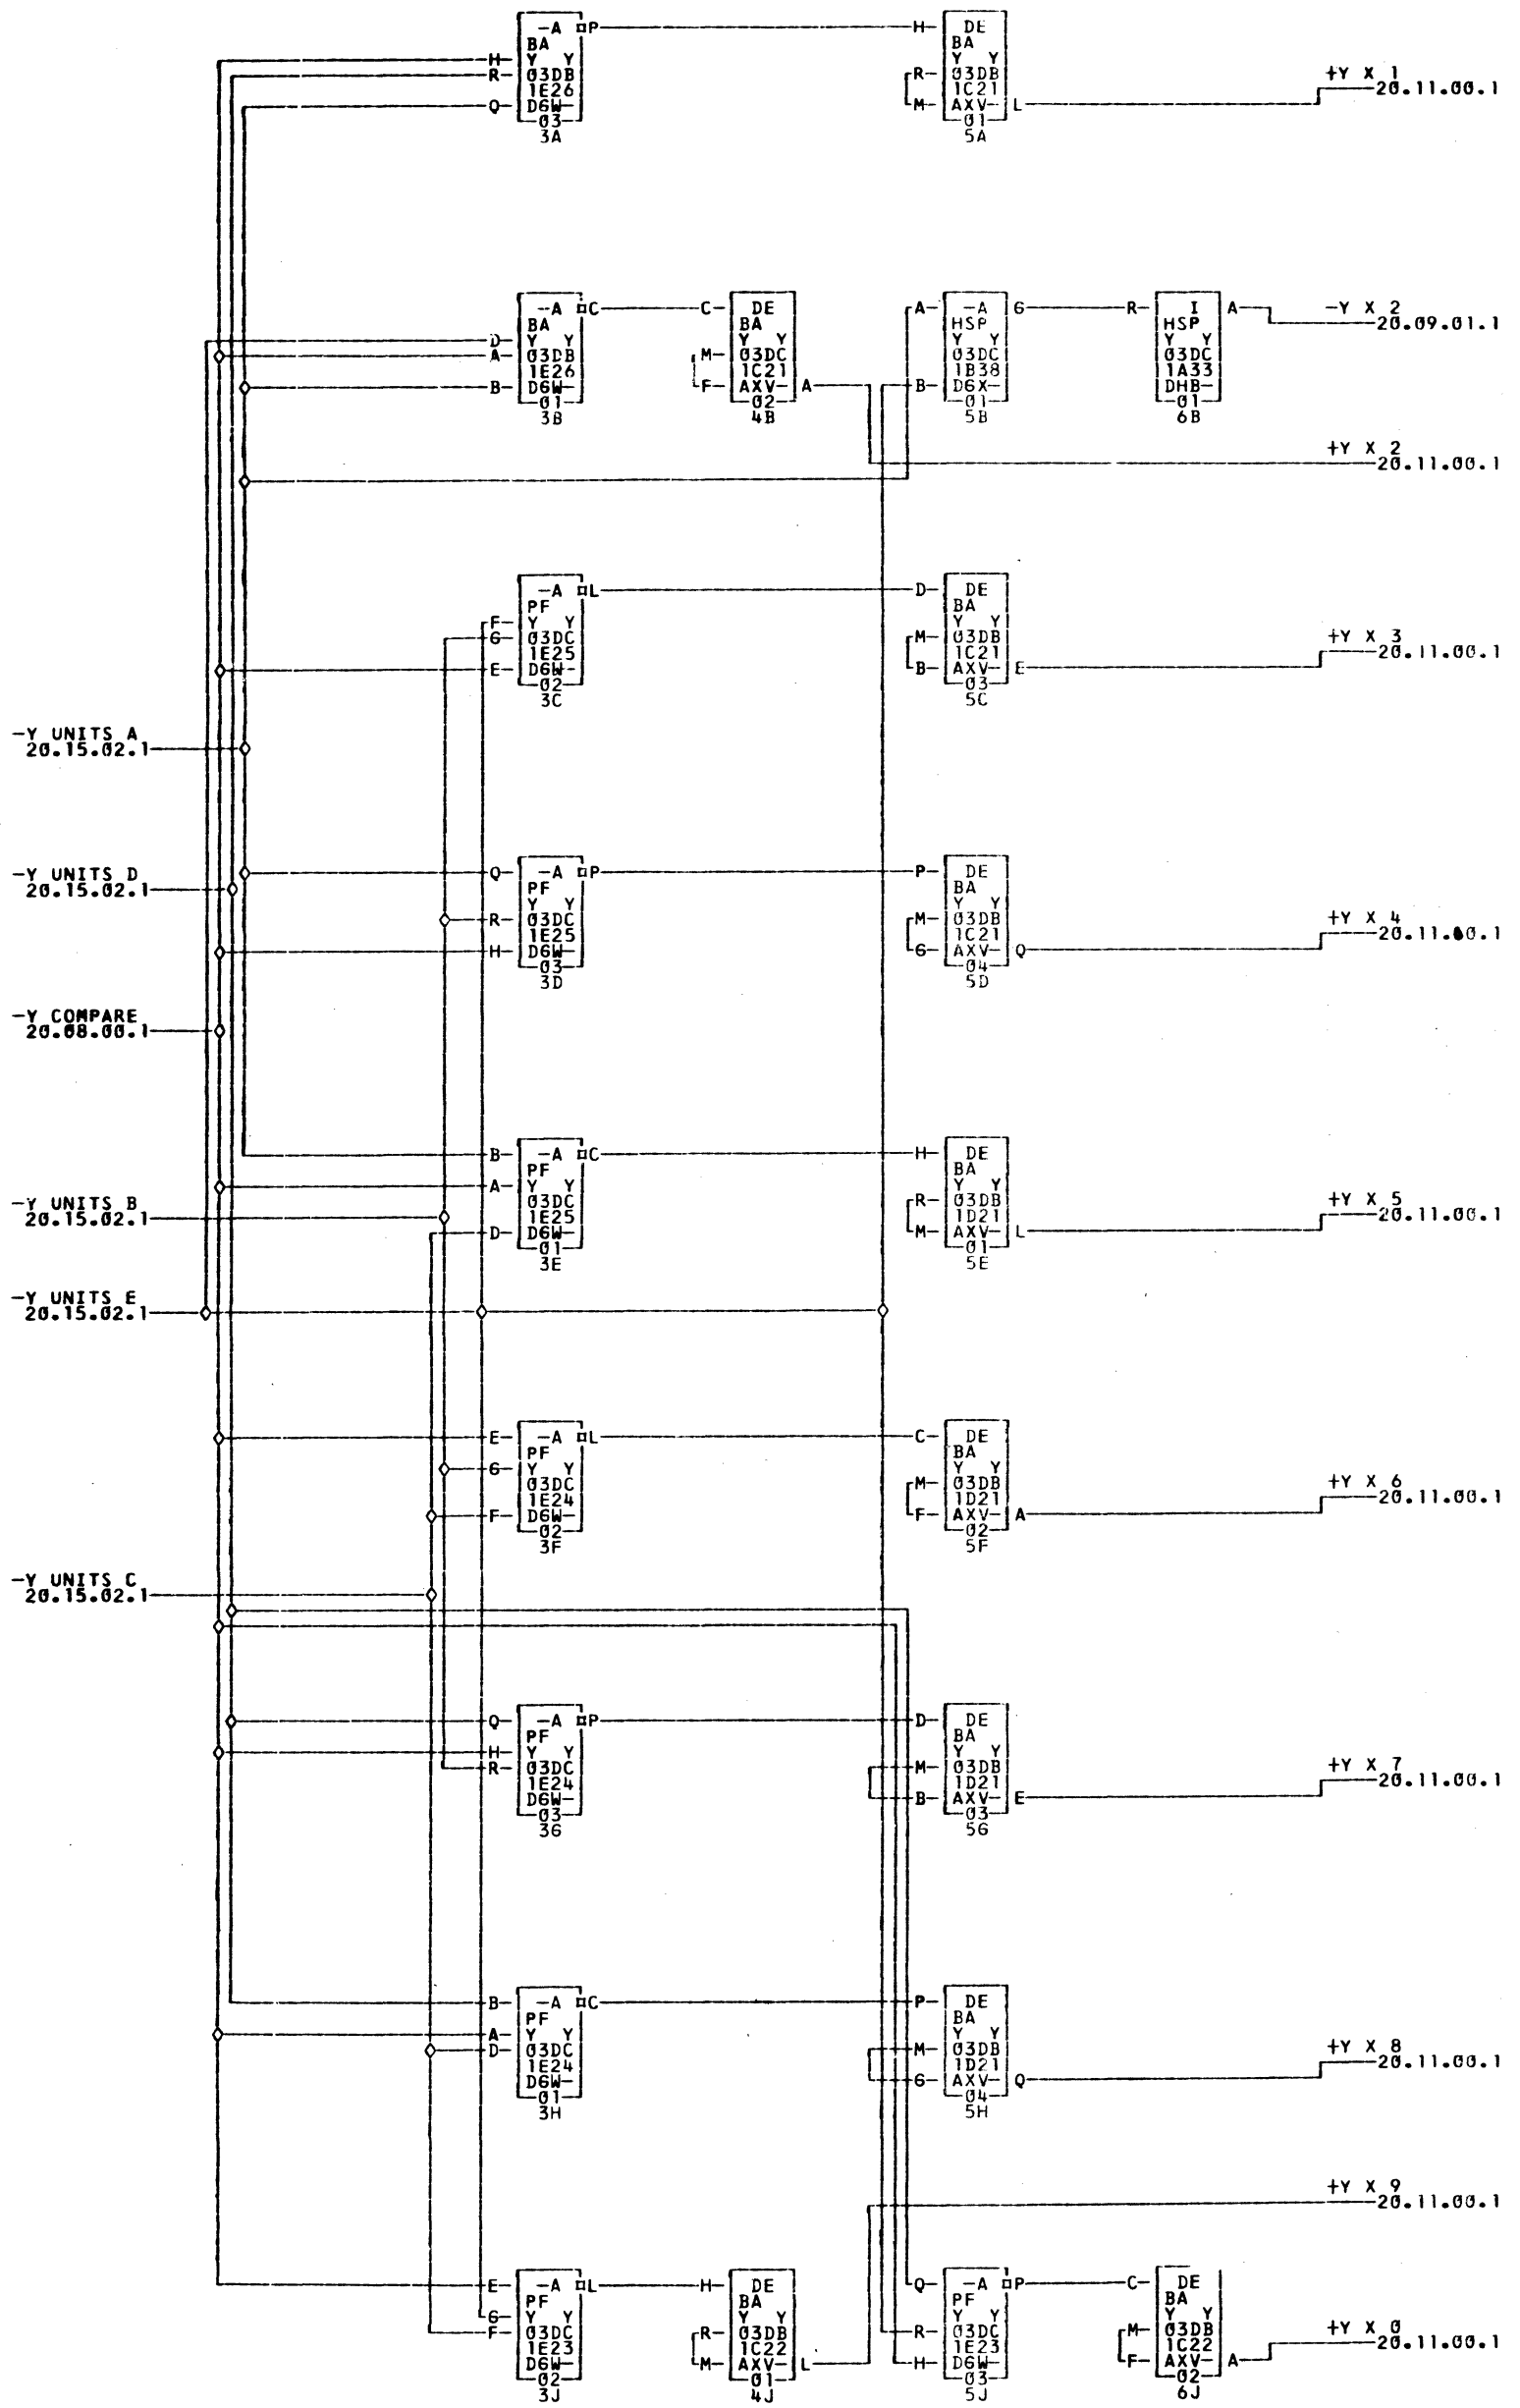 -A P H DE
BA BA
H Y Y Y Y
R 03DB R 03DB +Y X 1
1E26 1C21 20.11.00.1
Q D6W M AXV L
03 01
3A 5A
-A C C DE A -A G R I A -Y X 2
BA BA HSP HSP 20.09.01.1
D Y Y Y Y Y Y Y Y
A 03DB M 03DC 03DC 03DC
1E26 1C21 1B38 1A33
B D6W F AXV A B D6X DHB
01 02 01 01
3B 4B 5B 6B
+Y X 2
20.11.00.1
-A L D DE
PF BA
F Y Y Y Y
G 03DC M 03DB +Y X 3
1E25 1C21 20.11.00.1
E D6W B AXV E
02 03
3C 5C
-Y UNITS A
20.15.02.1
-Y UNITS D
20.15.02.1
Q -A P P DE
PF BA
Y Y Y Y
R 03DC M 03DB +Y X 4
1E25 1C21 20.11.00.1
H D6W G AXV Q
03 04
3D 5D
-Y COMPARE
20.08.00.1
B -A C H DE
PF BA
A Y Y Y Y
03DC R 03DB +Y X 5
1E25 1D21 20.11.00.1
D D6W M AXV L
01 01
3E 5E
-Y UNITS B
20.15.02.1
-Y UNITS E
20.15.02.1
E -A L C DE
PF BA
G Y Y Y Y
03DC M 03DB +Y X 6
1E24 1D21 20.11.00.1
F D6W F AXV A
02 02
3F 5F
-Y UNITS C
20.15.02.1
Q -A P D DE
PF BA
H Y Y Y Y
R 03DC M 03DB +Y X 7
1E24 1D21 20.11.00.1
D6W B AXV E
03 03
3G 5G
B -A C P DE
PF BA
A Y Y Y Y
D 03DC M 03DB +Y X 8
1E24 1D21 20.11.00.1
D6W G AXV Q
01 04
3H 5H
+Y X 9
20.11.00.1
E -A L H DE Q -A P C DE
PF BA PF BA
G Y Y Y Y Y Y Y Y
F 03DC R 03DB R 03DC M 03DB +Y X 0
1E23 1C22 1E23 1C22 20.11.00.1
D6W M AXV L H D6W F AXV A
02 01 03 02
3J 4J 5J 6J